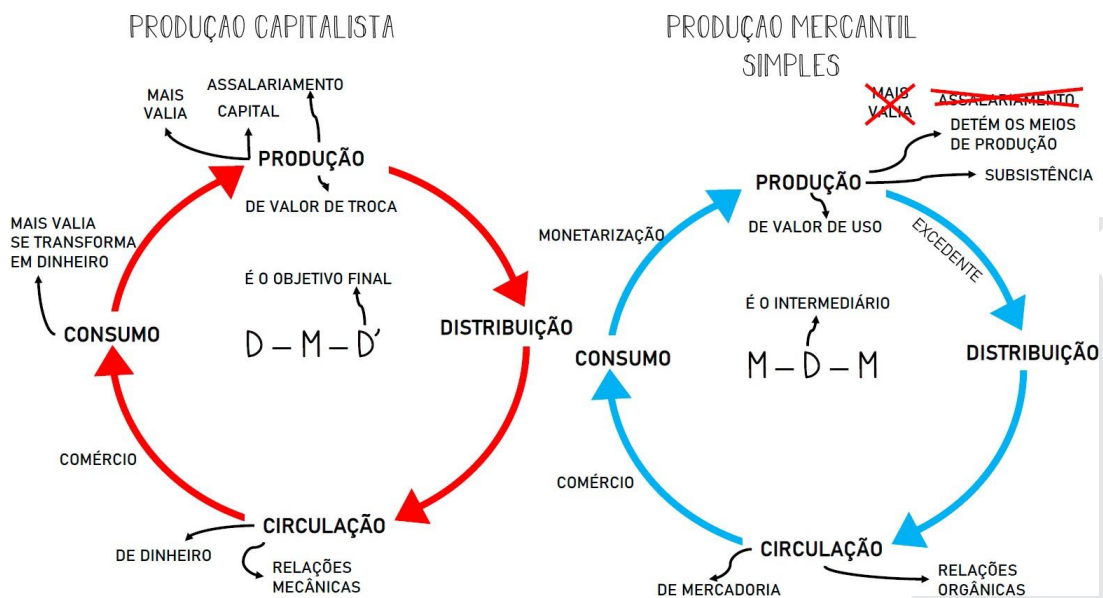 PRODUÇAO CAPITALISTA
MAIS
VALIA
ASSALARIAMENTO
CAPITAL
PRODUÇÃO
DE VALOR DE TROCA
MAIS VALIA
SE TRANSFORMA
EM DINHEIRO
É O OBJETIVO FINAL
D – M – D'
CONSUMO
DISTRIBUIÇÃO
COMÉRCIO
CIRCULAÇÃO
DE DINHEIRO
RELAÇÕES
MECÂNICAS
PRODUÇAO MERCANTIL
SIMPLES
MAIS
VALIA
ASSALARIAMENTO
DETÉM OS MEIOS
DE PRODUÇÃO
SUBSISTÊNCIA
PRODUÇÃO
DE VALOR DE USO
MONETARIZAÇÃO
EXCEDENTE
É O INTERMEDIÁRIO
M – D – M
CONSUMO
DISTRIBUIÇÃO
COMÉRCIO
CIRCULAÇÃO
DE MERCADORIA
RELAÇÕES
ORGÂNICAS